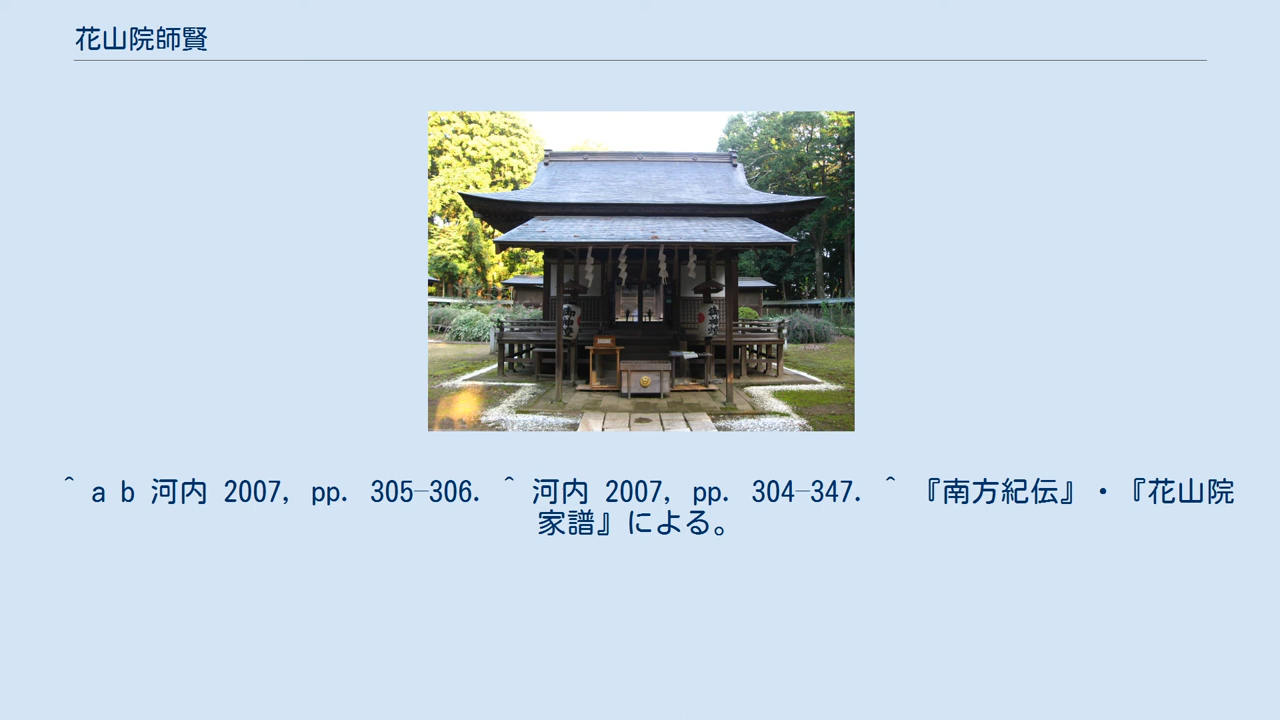 花山院師賢
^ a b 河内 2007, pp. 305–306. ^ 河内 2007, pp. 304–347. ^ 『南方紀伝』・『花山院
家譜』による。